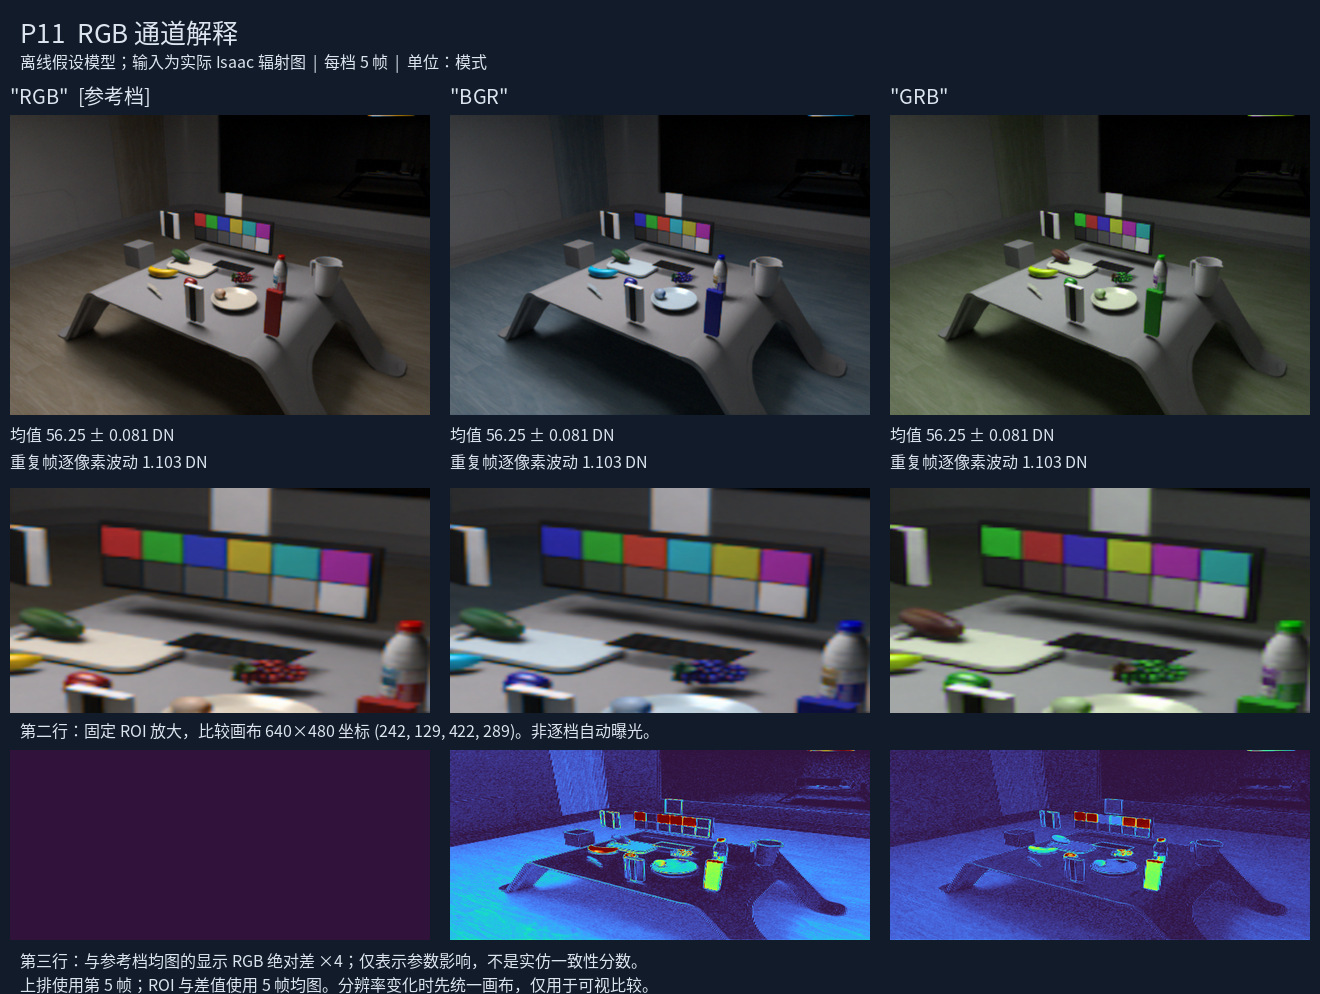 P11 RGB 通道解释
离线假设模型；输入为实际 Isaac 辐射图 | 每档 5 帧 | 单位：模式
"RGB" [参考档]
"BGR"
"GRB"
均值 56.25 ± 0.081 DN
重复帧逐像素波动 1.103 DN
均值 56.25 ± 0.081 DN
重复帧逐像素波动 1.103 DN
均值 56.25 ± 0.081 DN
重复帧逐像素波动 1.103 DN
第二行：固定 ROI 放大，比较画布 640×480 坐标 (242, 129, 422, 289)。非逐档自动曝光。
第三行：与参考档均图的显示 RGB 绝对差 ×4；仅表示参数影响，不是实仿一致性分数。
上排使用第 5 帧；ROI 与差值使用 5 帧均图。分辨率变化时先统一画布，仅用于可视比较。